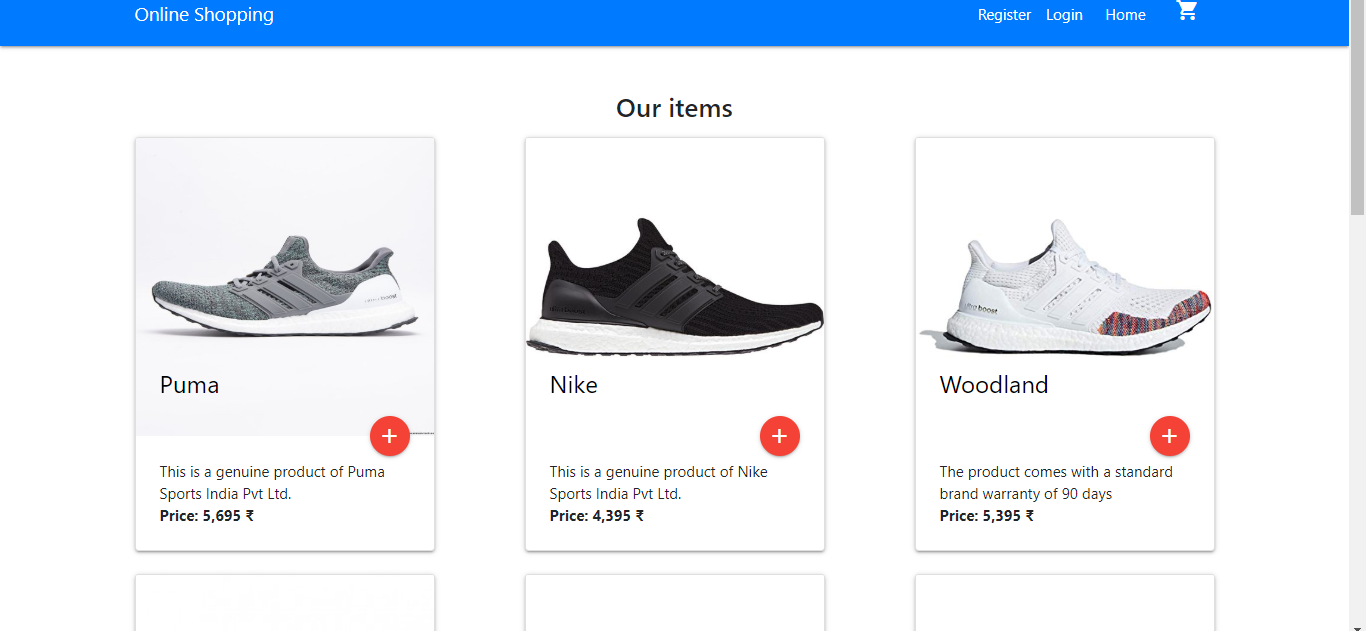 Online Shopping
Register Login Home
Our items
ultraboost
ultraboost
Puma
Nike
Woodland
This is a genuine product of Puma
Sports India Pvt Ltd.
Price: 5,695 ₹
This is a genuine product of Nike
Sports India Pvt Ltd.
Price: 4,395 ₹
The product comes with a standard
brand warranty of 90 days
Price: 5,395 ₹